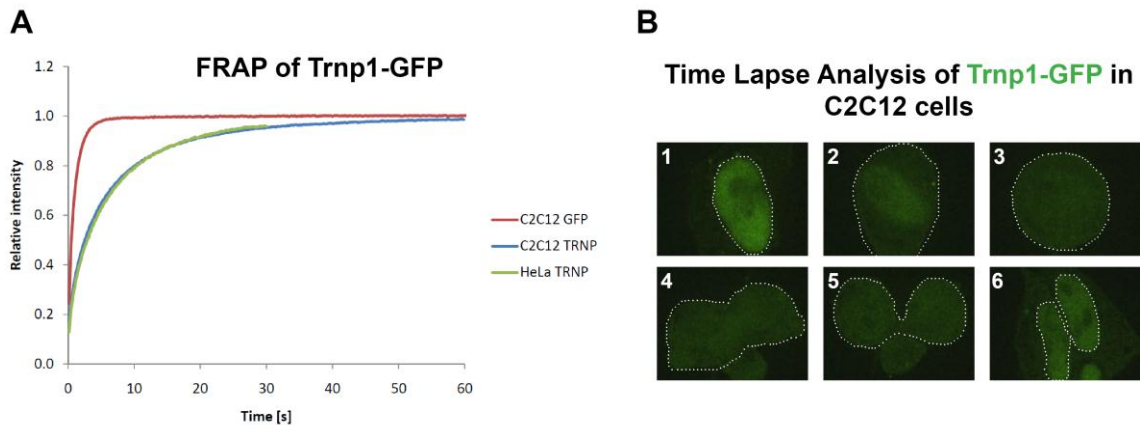 A
FRAP of Trnp1-GFP
Relative intensity
1.2
1.0
0.8
0.6
0.4
0.2
0.0
0 10 20 30 40 50 60
Time [s]
C2C12 GFP
C2C12 TRNP
HeLa TRNP
B
Time Lapse Analysis of Trnp1-GFP in
C2C12 cells
1 2 3
4 5 6